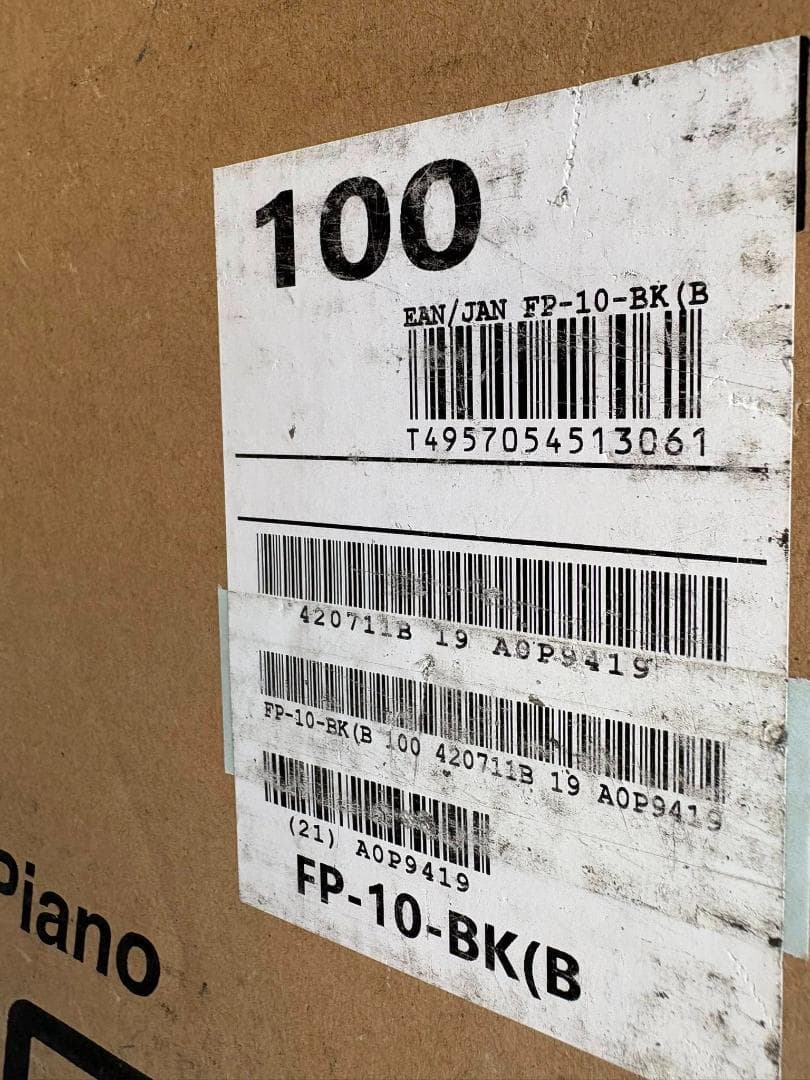 100
EAN/JAN FP-10-BK(B
T4957054513061
420711B 19 A0P9419
FP-10-BK(B 100 420711B 19 A0P9419
(21) A0P9419
FP-10-BK(B
Piano